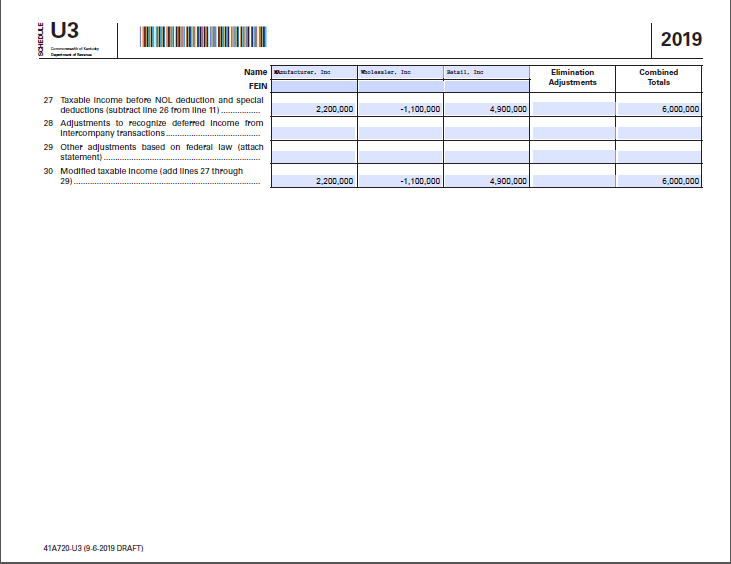 SCHEDULE
U3
Commonwealth of Kentucky
Department of Revenue
2019
Name Manufacturer, Inc Wholesaler, Inc Retail, Inc Elimination Adjustments Combined Totals
FEIN
27 Taxable income before NOL deduction and special
deductions (subtract line 26 from line 11) ................ 2,200,000 -1,100,000 4,900,000 6,000,000
28 Adjustments to recognize deferred income from
intercompany transactions ....................................
29 Other adjustments based on federal law (attach
statement) ............................................................
30 Modified taxable income (add lines 27 through
29) ........................................................................ 2,200,000 -1,100,000 4,900,000 6,000,000
41A720-U3 (9-6-2019 DRAFT)